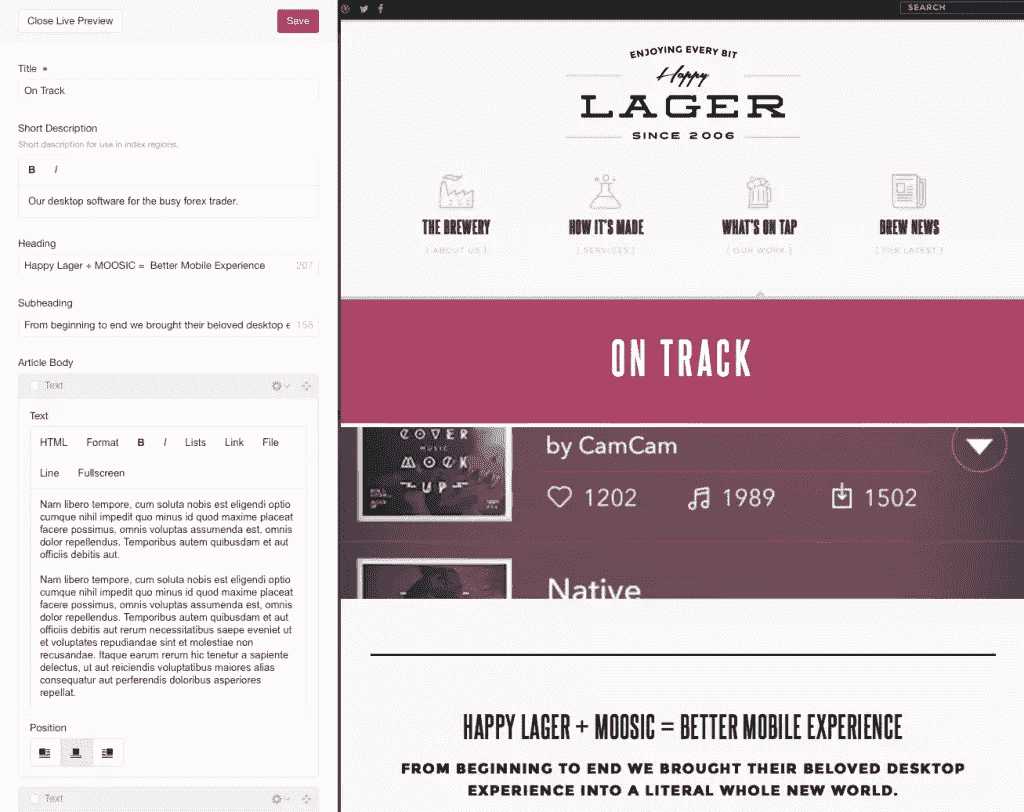 Close Live Preview
Save
Title
On Track
Short Description
Short description for use in index regions.
B I
Our desktop software for the busy forex trader.
Heading
Happy Lager + MOOSIC = Better Mobile Experience 207
Subheading
From beginning to end we brought their beloved desktop e 158
Article Body
Text
Text
HTML Format B I Lists Link File
Line Fullscreen
Nam libero tempore, cum soluta nobis est eligendi optio
cumque nihil impedit quo minus id quod maxime placeat
facere possimus, omnis voluptas assumenda est, omnis
dolor repellendus. Temporibus autem quibusdam et aut
officiis debitis aut.
Nam libero tempore, cum soluta nobis est eligendi optio
cumque nihil impedit quo minus id quod maxime placeat
facere possimus, omnis voluptas assumenda est, omnis
dolor repellendus. Temporibus autem quibusdam et aut
officiis debitis aut rerum necessitatibus saepe eveniet ut
et voluptates repudiandae sint et molestiae non
recusandae. Itaque earum rerum hic tenetur a sapiente
delectus, ut aut reiciendis voluptatibus maiores alias
consequatur aut perferendis doloribus asperiores
repellat.
Position
Text
SEARCH
ENJOYING EVERY BIT
Happy
LAGER
SINCE 2006
THE BREWERY
[ ABOUT US ]
HOW IT'S MADE
[ SERVICES ]
WHAT'S ON TAP
[ OUR WORK ]
BREW NEWS
[ THE LATEST ]
ON TRACK
COVER
MUSIC
MOCK
UP
by CamCam
1202 1989 1502
Native
HAPPY LAGER + MOOSIC = BETTER MOBILE EXPERIENCE
FROM BEGINNING TO END WE BROUGHT THEIR BELOVED DESKTOP
EXPERIENCE INTO A LITERAL WHOLE NEW WORLD.